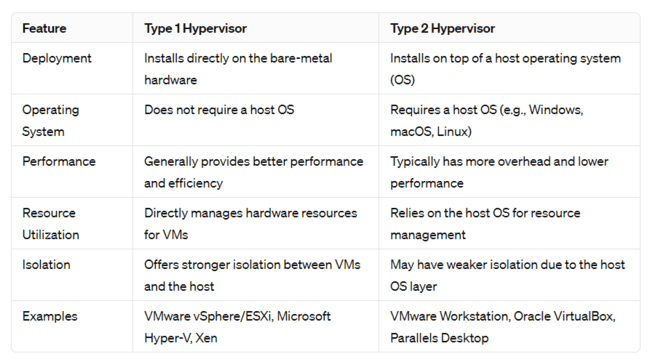 Feature Type 1 Hypervisor Type 2 Hypervisor
Deployment Installs directly on the bare-metal Installs on top of a host operating system
hardware (OS)
Operating Does not require a host OS Requires a host OS (e.g., Windows,
System macOS, Linux)
Performance Generally provides better performance Typically has more overhead and lower
and efficiency performance
Resource Directly manages hardware resources Relies on the host OS for resource
Utilization for VMs management
Isolation Offers stronger isolation between VMs May have weaker isolation due to the host
and the host OS layer
Examples VMware vSphere/ESXi, Microsoft VMware Workstation, Oracle VirtualBox,
Hyper-V, Xen Parallels Desktop